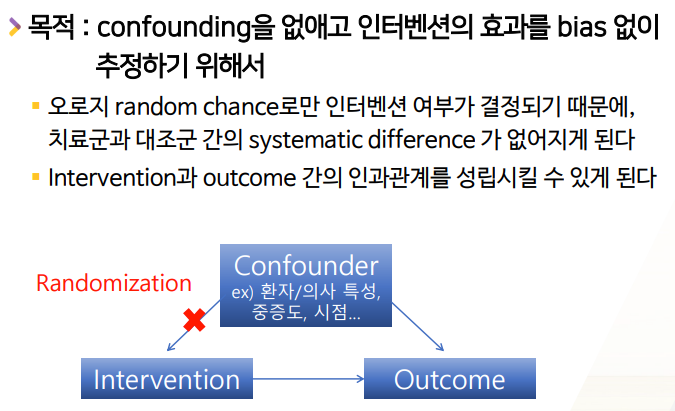 목적 : confounding을 없애고 인터벤션의 효과를 bias 없이
추정하기 위해서
오로지 random chance로만 인터벤션 여부가 결정되기 때문에,
치료군과 대조군 간의 systematic difference 가 없어지게 된다
Intervention과 outcome 간의 인과관계를 성립시킬 수 있게 된다
Randomization
Confounder
ex) 환자/의사 특성,
중증도, 시점...
Intervention
Outcome